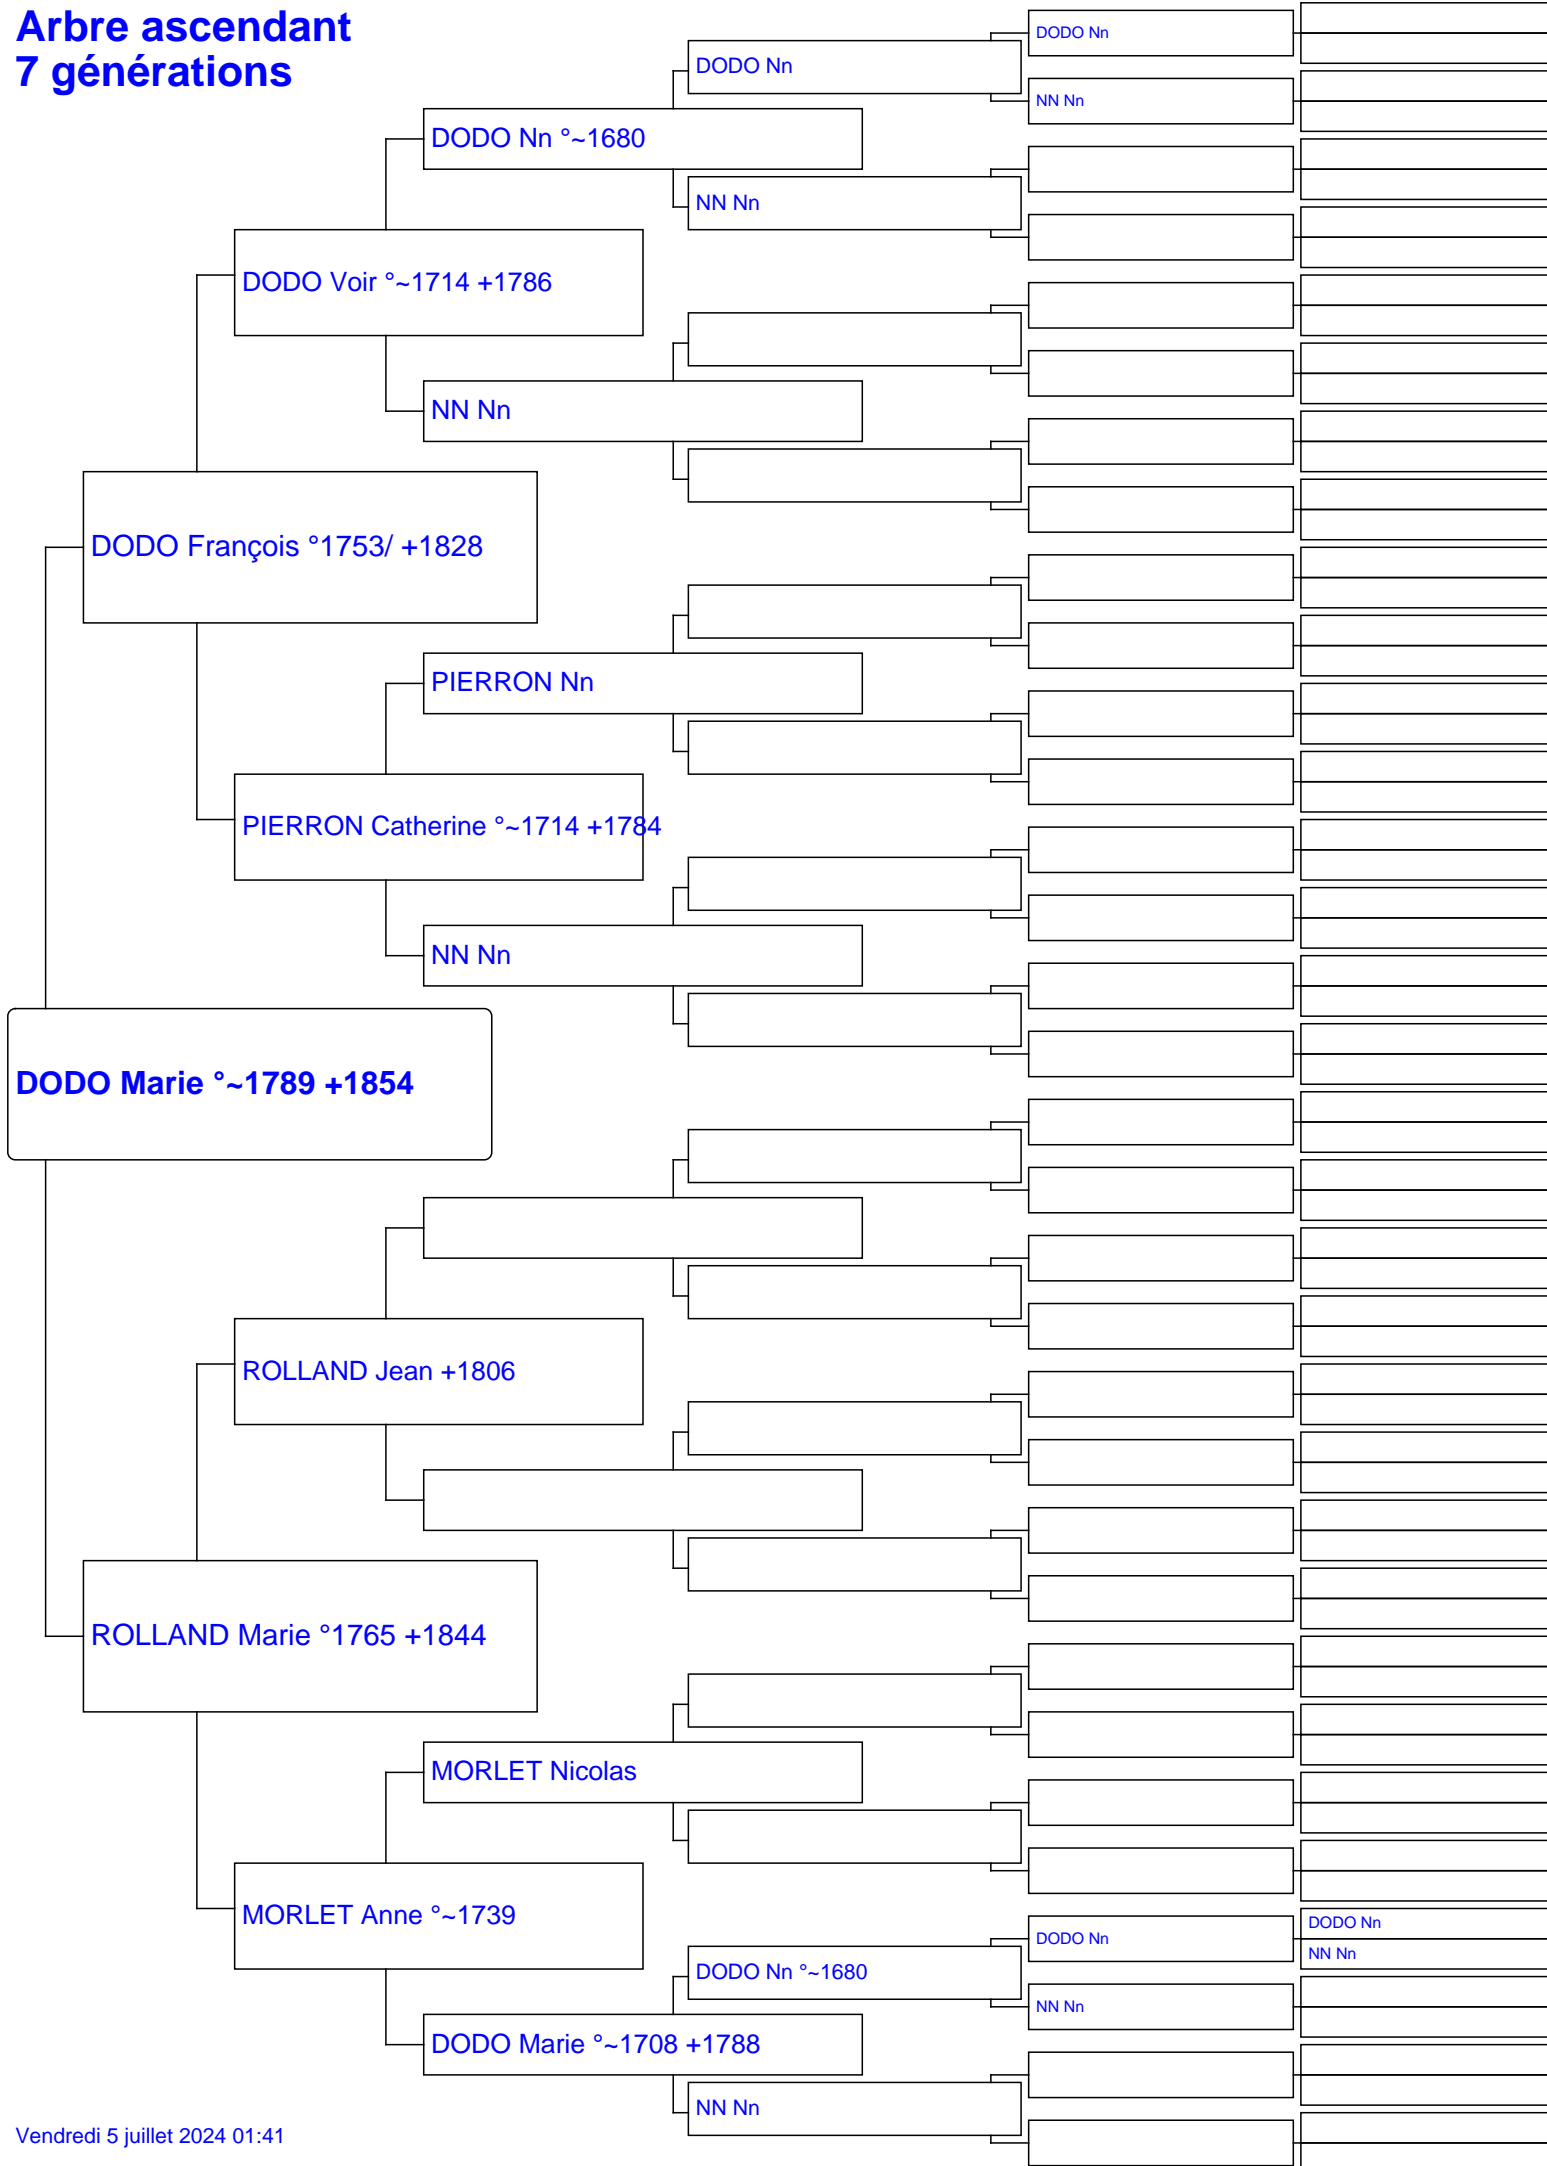 Arbre ascendant
7 générations
DODO Nn
DODO Nn
NN Nn
DODO Nn °~1680
NN Nn
DODO Voir °~1714 +1786
NN Nn
DODO François °1753/ +1828
PIERRON Nn
PIERRON Catherine °~1714 +1784
NN Nn
DODO Marie °~1789 +1854
ROLLAND Jean +1806
ROLLAND Marie °1765 +1844
MORLET Nicolas
MORLET Anne °~1739
DODO Nn
DODO Nn
NN Nn
DODO Nn °~1680
NN Nn
DODO Marie °~1708 +1788
NN Nn
Vendredi 5 juillet 2024 01:41